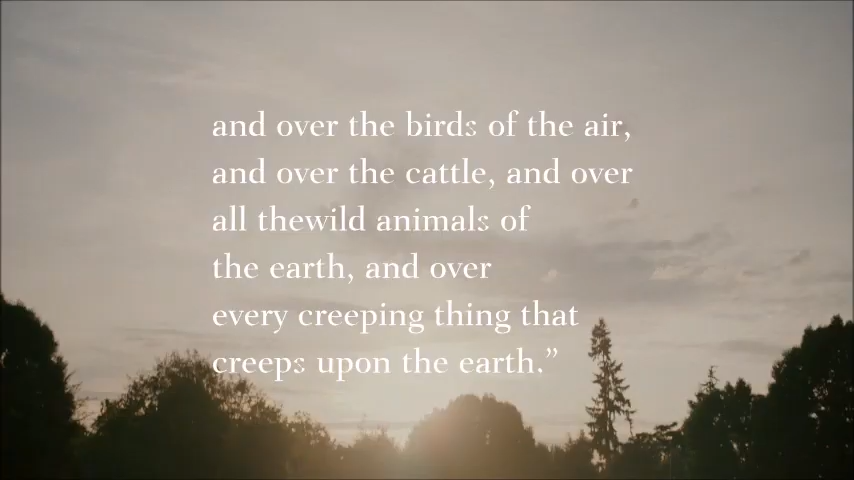 and over the birds of the air,
and over the cattle, and over
all thewild animals of
the earth, and over
every creeping thing that
creeps upon the earth.”